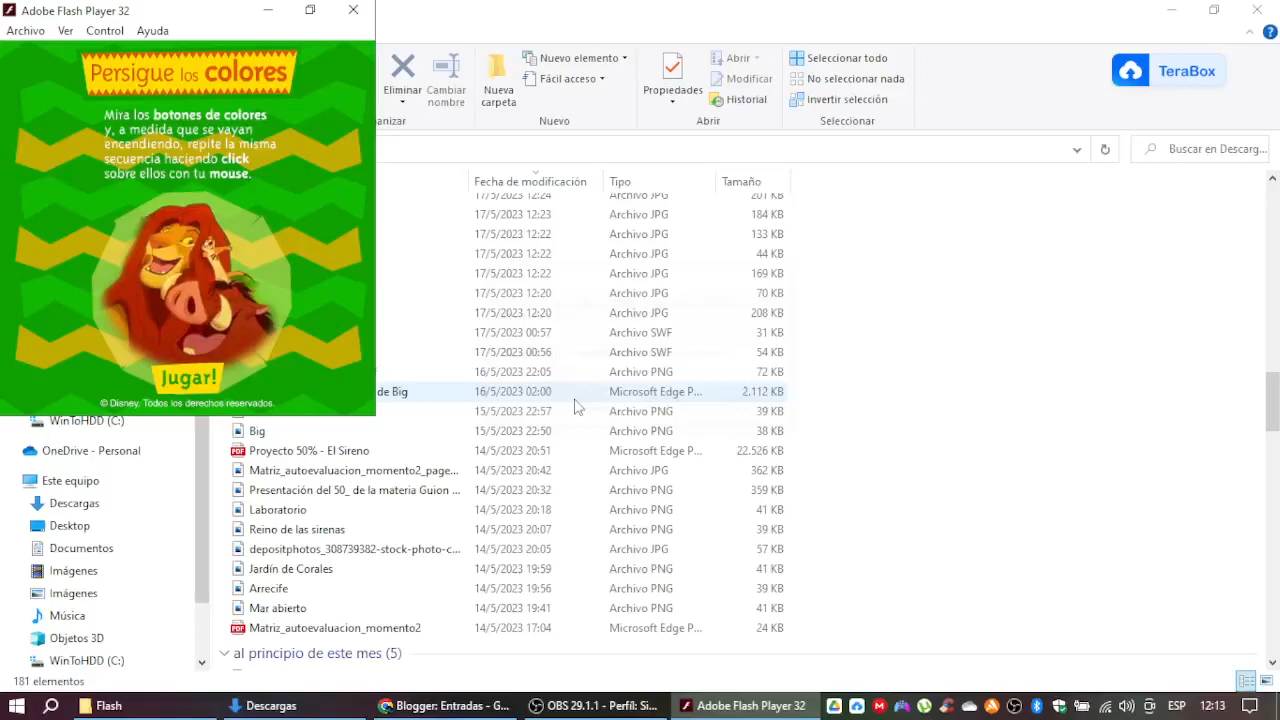 Adobe Flash Player 32
Archivo Ver Control Ayuda
Persigue los colores
Mira los botones de colores
y, a medida que se vayan
encendiendo, repite la misma
secuencia haciendo click
sobre ellos con tu mouse.
Jugar!
© Disney. Todos los derechos reservados.
Eliminar
Cambiar
nombre
anizar
Nueva
carpeta
Nuevo elemento
Fácil acceso
Nuevo
Propiedades
Abrir
Modificar
Historial
Abrir
Seleccionar todo
No seleccionar nada
Invertir selección
Seleccionar
TeraBox
Buscar en Descarg...
Fecha de modificación Tipo Tamaño
17/5/2023 12:24 Archivo JPG 201 KB
17/5/2023 12:23 Archivo JPG 184 KB
17/5/2023 12:22 Archivo JPG 133 KB
17/5/2023 12:22 Archivo JPG 44 KB
17/5/2023 12:22 Archivo JPG 169 KB
17/5/2023 12:20 Archivo JPG 70 KB
17/5/2023 12:20 Archivo JPG 208 KB
17/5/2023 00:57 Archivo SWF 31 KB
17/5/2023 00:56 Archivo SWF 54 KB
16/5/2023 22:05 Archivo PNG 72 KB
de Big 16/5/2023 02:00 Microsoft Edge P... 2.112 KB
15/5/2023 22:57 Archivo PNG 39 KB
Big 15/5/2023 22:50 Archivo PNG 38 KB
Proyecto 50% - El Sireno 14/5/2023 20:51 Microsoft Edge P... 22.526 KB
Matriz_autoevaluacion_momento2_page... 14/5/2023 20:42 Archivo JPG 362 KB
Presentación del 50_ de la materia Guion ... 14/5/2023 20:32 Archivo PNG 359 KB
Laboratorio 14/5/2023 20:18 Archivo PNG 41 KB
Reino de las sirenas 14/5/2023 20:07 Archivo PNG 39 KB
depositphotos_308739382-stock-photo-c... 14/5/2023 20:05 Archivo JPG 57 KB
Jardín de Corales 14/5/2023 19:59 Archivo PNG 41 KB
Arrecife 14/5/2023 19:56 Archivo PNG 39 KB
Mar abierto 14/5/2023 19:41 Archivo PNG 41 KB
Matriz_autoevaluacion_momento2 14/5/2023 17:04 Microsoft Edge P... 24 KB
al principio de este mes (5)
WinToHDD (C:)
OneDrive - Personal
Este equipo
Descargas
Desktop
Documentos
Imágenes
Imágenes
Música
Objetos 3D
WinToHDD (C:)
181 elementos
Flash
Descargas
Blogger: Entradas - G...
OBS 29.1.1 - Perfil: Si...
Adobe Flash Player 32
ESP 12:13